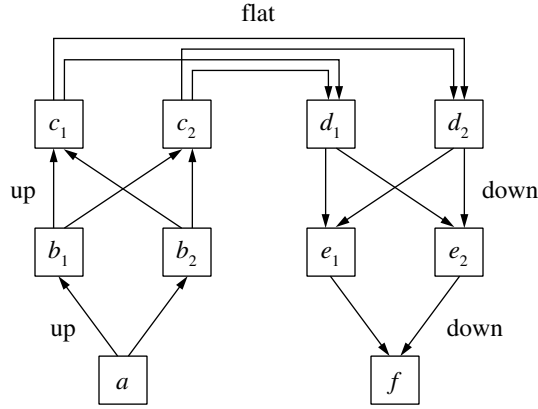 flat
c₁ c₂ d₁ d₂
up down
b₁ b₂ e₁ e₂
up down
a f